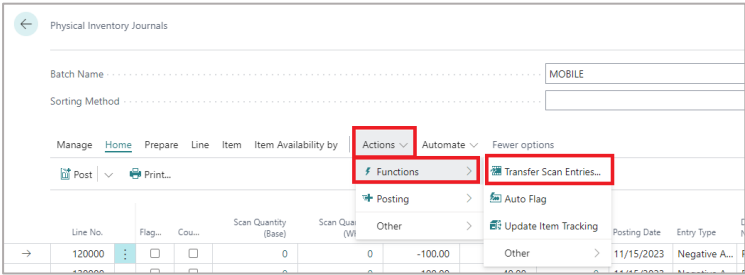 Physical Inventory Journals
Batch Name MOBILE
Sorting Method
Manage Home Prepare Line Item Item Availability by Actions Automate Fewer options
Post Print... Functions Transfer Scan Entries...
Posting Auto Flag
Other Update Item Tracking
Other
Line No. Flag... Cou... Scan Quantity (Base) Scan Posting Date Entry Type
120000 0 0 -100.00 11/15/2023 Negative A...